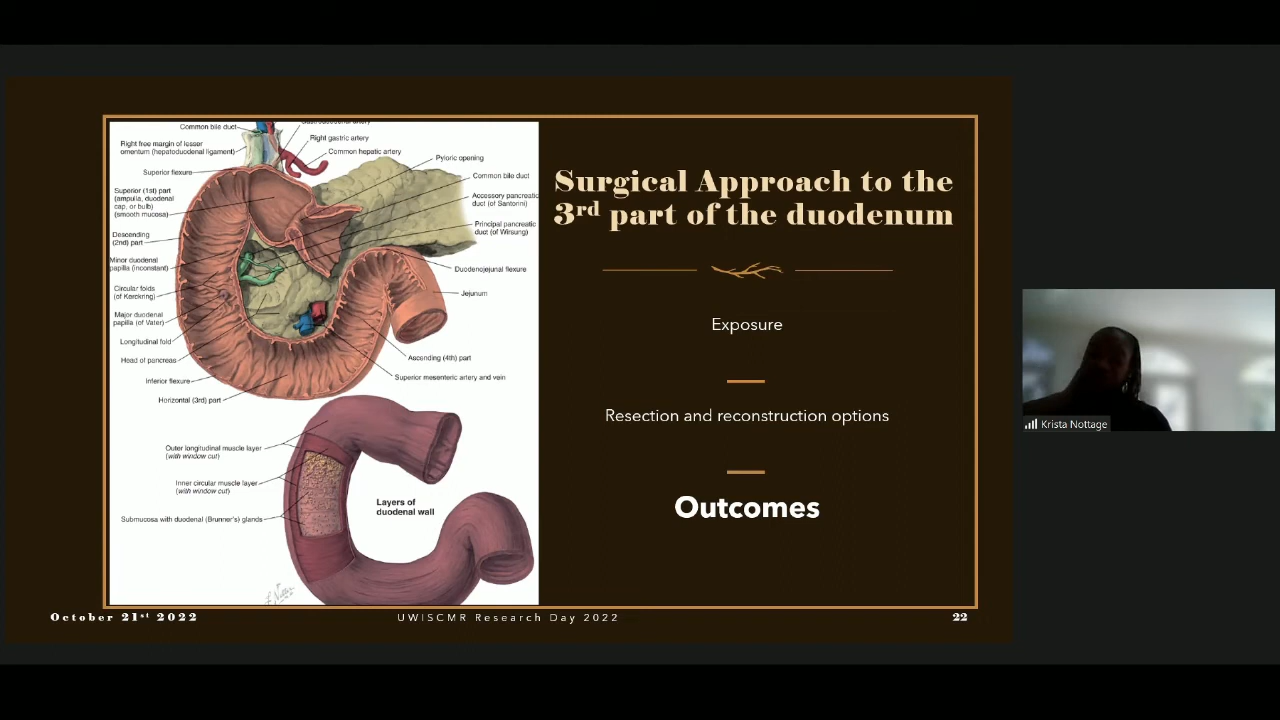 Common bile duct
Right gastric artery
Right free margin of lesser
omentum (hepatoduodenal ligament)
Common hepatic artery
Pyloric opening
Superior flexure
Common bile duct
Superior (1st) part
(ampulla, duodenal
cap, or bulb)
(smooth mucosa)
Accessory pancreatic
duct (of Santorini)
Principal pancreatic
duct (of Wirsung)
Descending
(2nd) part
Minor duodenal
papilla (inconstant)
Duodenojejunal flexure
Circular folds
(of Kerckring)
Jejunum
Major duodenal
papilla (of Vater)
Longitudinal fold
Head of pancreas
Ascending (4th) part
Inferior flexure
Superior mesenteric artery and vein
Horizontal (3rd) part
Outer longitudinal muscle layer
(with window cut)
Inner circular muscle layer
(with window cut)
Submucosa with duodenal (Brunner's) glands
Layers of
duodenal wall
Surgical Approach to the
3rd part of the duodenum
Exposure
Resection and reconstruction options
Outcomes
October 21st 2022
UWISCMR Research Day 2022
22
Krista Nottage